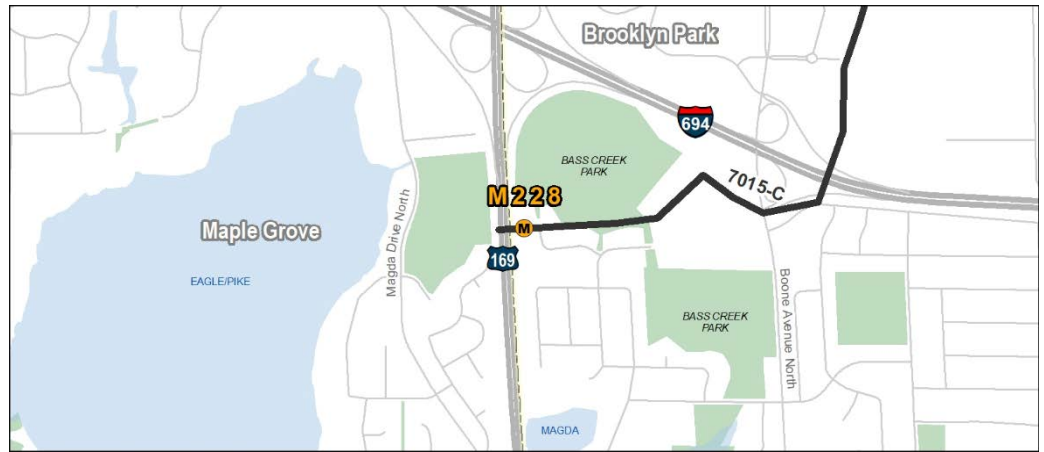 Brooklyn Park
694
BASS CREEK
PARK
7015-C
M228
M
Maple Grove
Magda Drive North
169
EAGLE/PIKE
Boone Avenue North
BASS CREEK
PARK
MAGDA